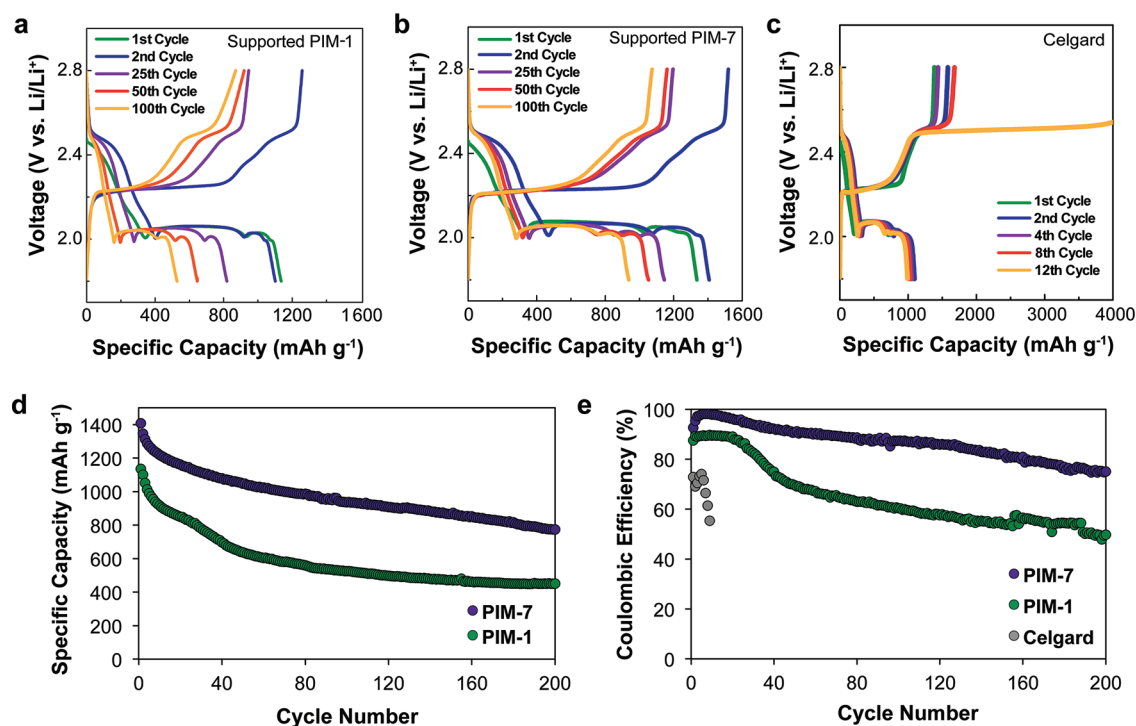 a
Supported PIM-1
1st Cycle
2nd Cycle
25th Cycle
50th Cycle
100th Cycle
2.8
2.4
2.0
Voltage (V vs. Li/Li⁺)
0 400 800 1200 1600
Specific Capacity (mAh g⁻¹)
b
Supported PIM-7
1st Cycle
2nd Cycle
25th Cycle
50th Cycle
100th Cycle
2.8
2.4
2.0
Voltage (V vs. Li/Li⁺)
0 400 800 1200 1600
Specific Capacity (mAh g⁻¹)
c
Celgard
1st Cycle
2nd Cycle
4th Cycle
8th Cycle
12th Cycle
2.8
2.4
2.0
Voltage (V vs. Li/Li⁺)
0 1000 2000 3000 4000
Specific Capacity (mAh g⁻¹)
d
1400
1200
1000
800
600
400
200
0
Specific Capacity (mAh g⁻¹)
PIM-7
PIM-1
0 40 80 120 160 200
Cycle Number
e
100
80
60
40
20
0
Coulombic Efficiency (%)
PIM-7
PIM-1
Celgard
0 40 80 120 160 200
Cycle Number